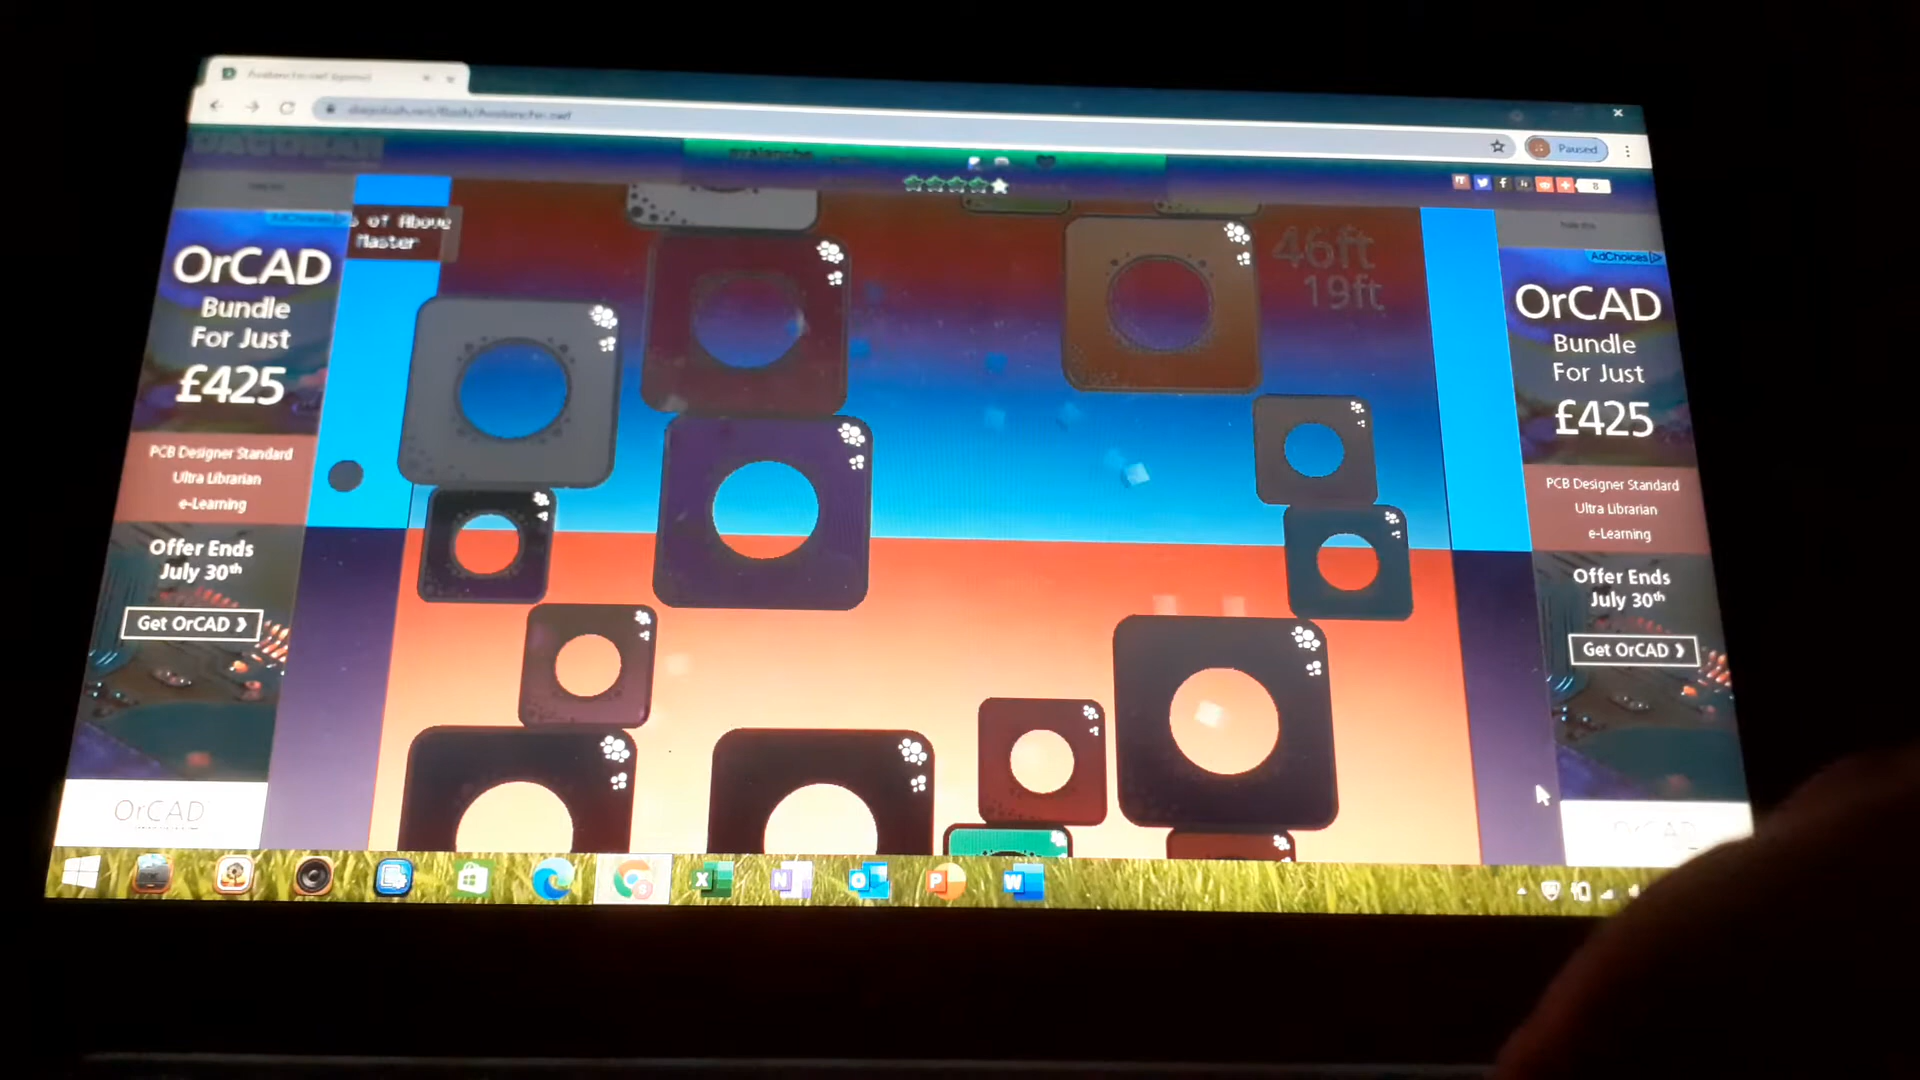 Paused
8
s of Above
Master
46ft
19ft
AdChoices
OrCAD
Bundle
For Just
£425
PCB Designer Standard
Ultra Librarian
e-Learning
Offer Ends
July 30th
Get OrCAD ❯
OrCAD
AdChoices
OrCAD
Bundle
For Just
£425
PCB Designer Standard
Ultra Librarian
e-Learning
Offer Ends
July 30th
Get OrCAD ❯